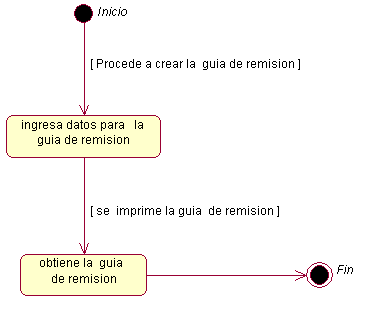 Inicio
[ Procede a crear la guia de remision ]
ingresa datos para la
guia de remision
[ se imprime la guia de remision ]
obtiene la guia
de remision
Fin